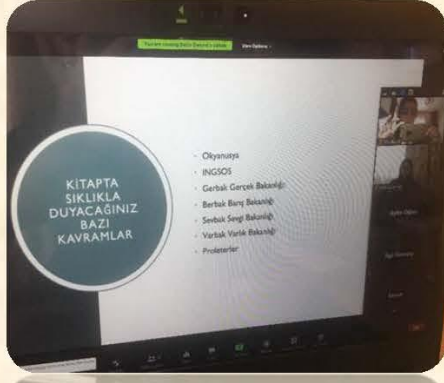 KİTAPTA
SIKLIKLA
DUYACAĞINIZ
BAZI
KAVRAMLAR
Okyanusya
INGSOS
Gerbak Gerçek Bakanlığı
Berbak Barış Bakanlığı
Sevbak Sevgi Bakanlığı
Varbak Varlık Bakanlığı
Proleterler